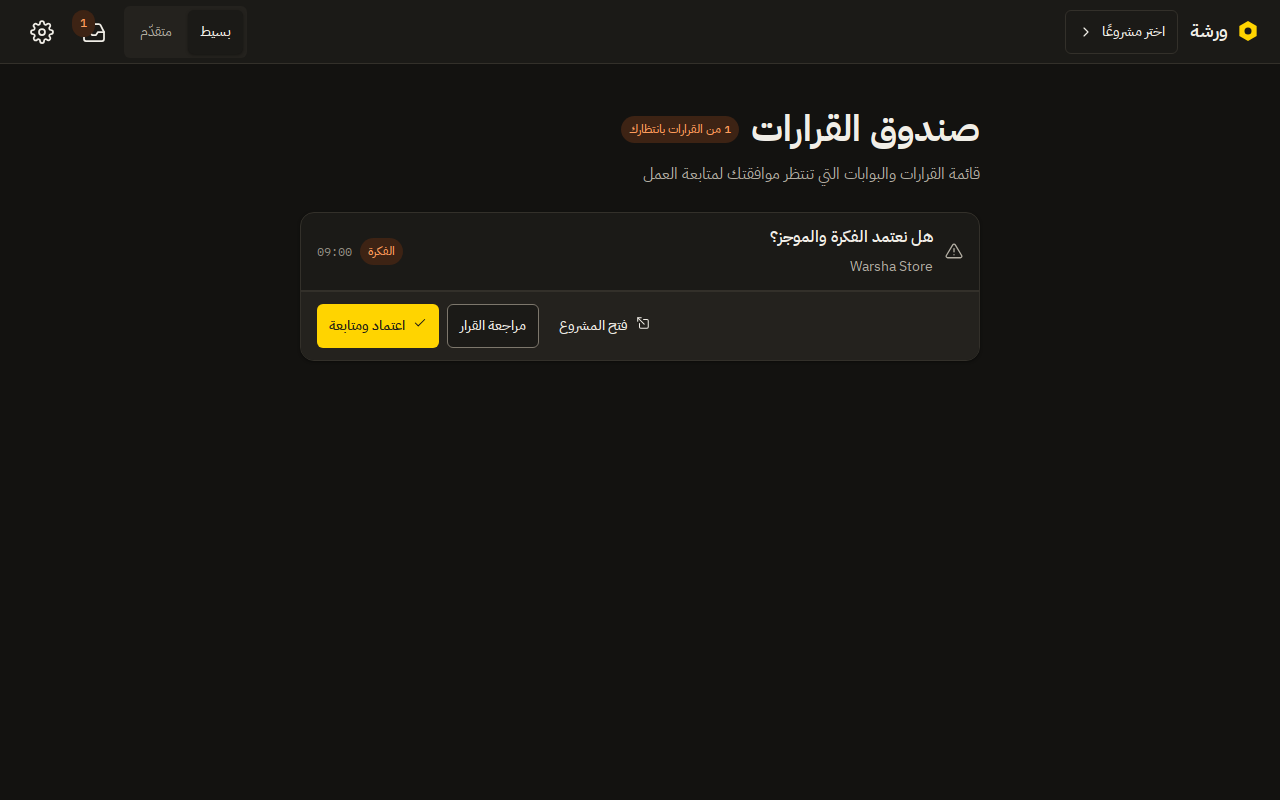 ورشة
اختر مشروعًا
بسيط
متقدّم
1
صندوق القرارات
1 من القرارات بانتظارك
قائمة القرارات والبوابات التي تنتظر موافقتك لمتابعة العمل
هل نعتمد الفكرة والموجز؟
Warsha Store
الفكرة
09:00
فتح المشروع
مراجعة القرار
اعتماد ومتابعة